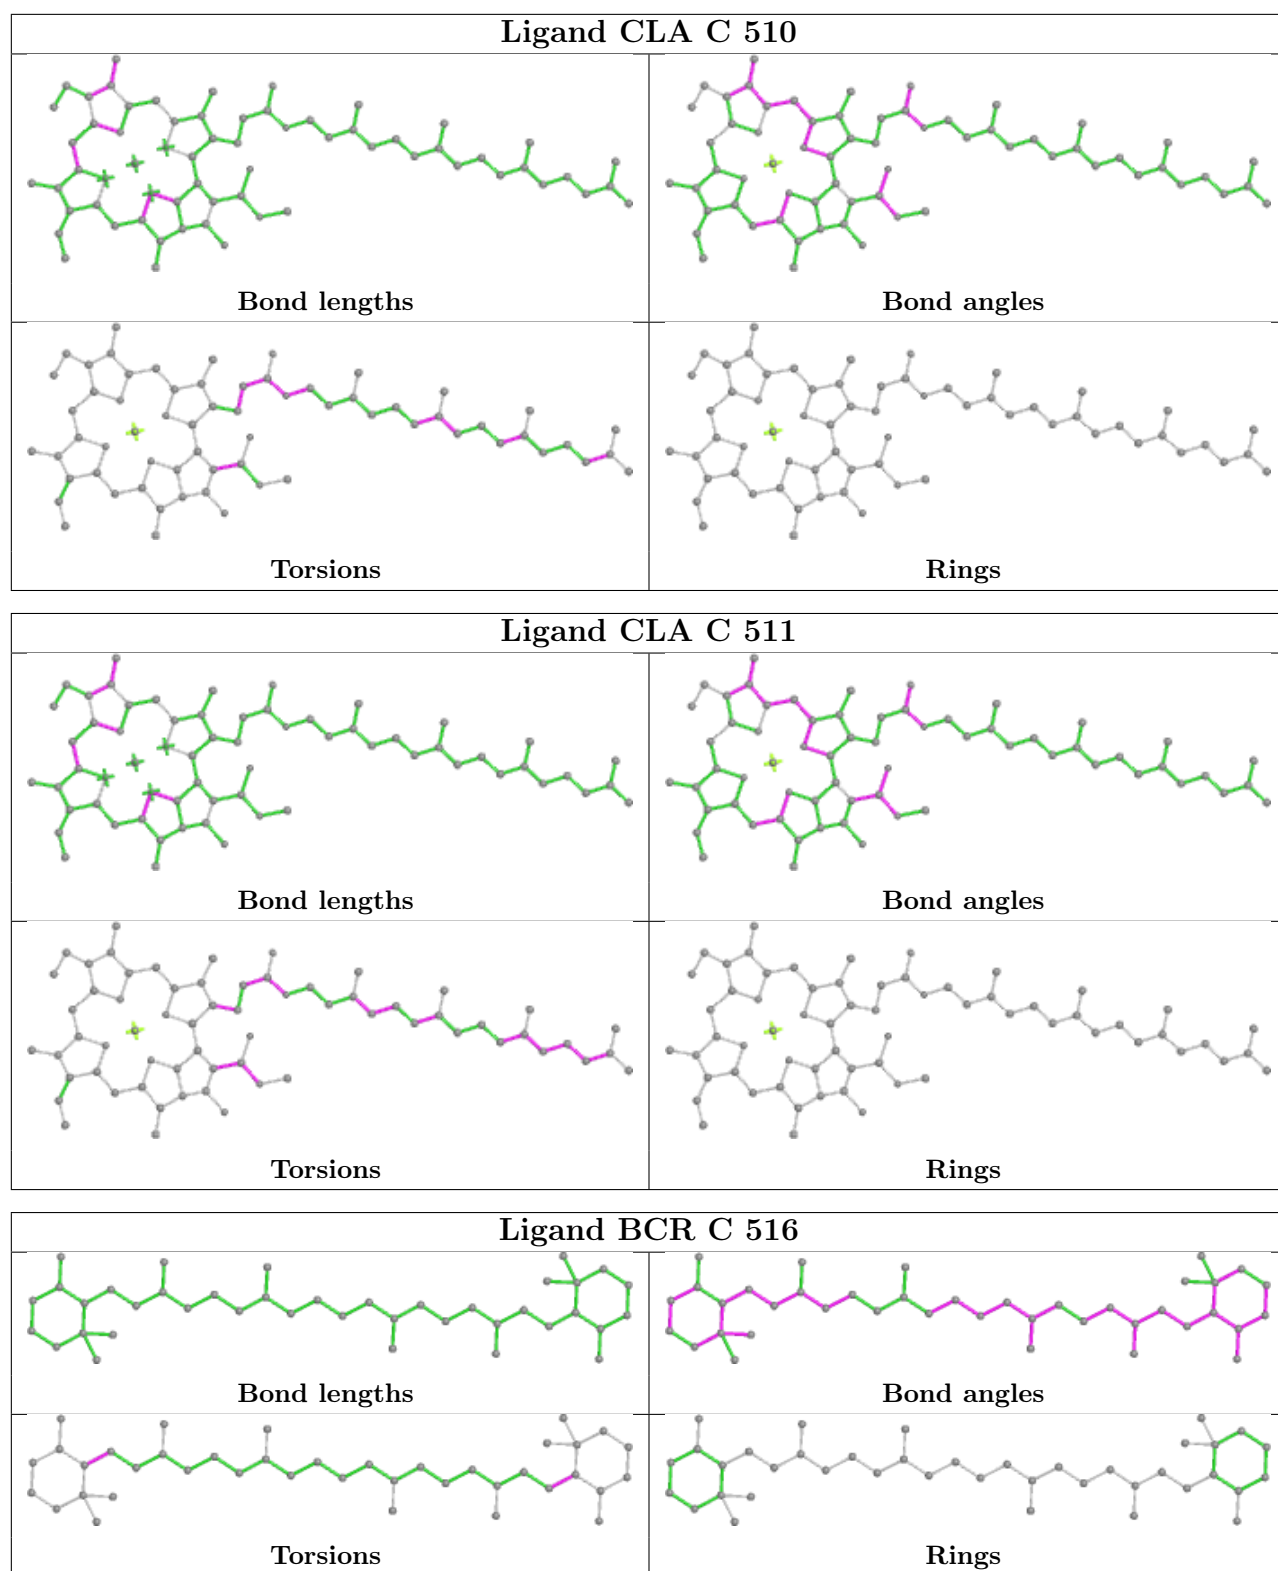 Ligand CLA C 510
Bond lengths
Bond angles
Torsions
Rings
Ligand CLA C 511
Bond lengths
Bond angles
Torsions
Rings
Ligand BCR C 516
Bond lengths
Bond angles
Torsions
Rings